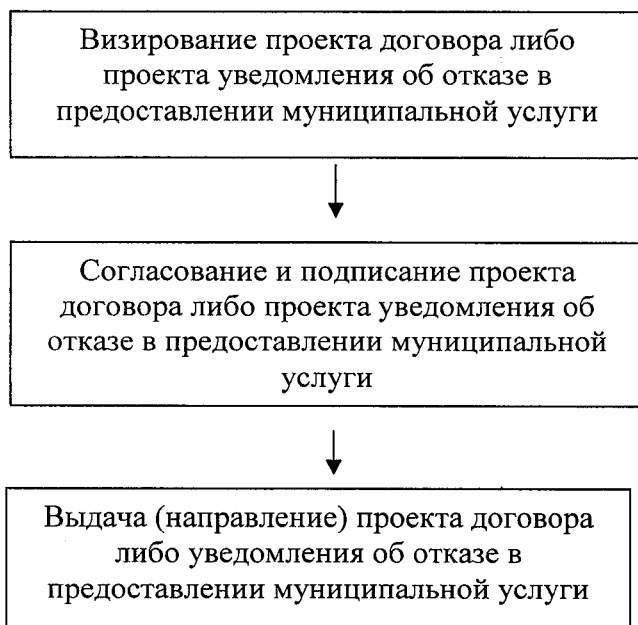 Визирование проекта договора либо
проекта уведомления об отказе в
предоставлении муниципальной услуги
Согласование и подписание проекта
договора либо проекта уведомления об
отказе в предоставлении муниципальной
услуги
Выдача (направление) проекта договора
либо уведомления об отказе в
предоставлении муниципальной услуги